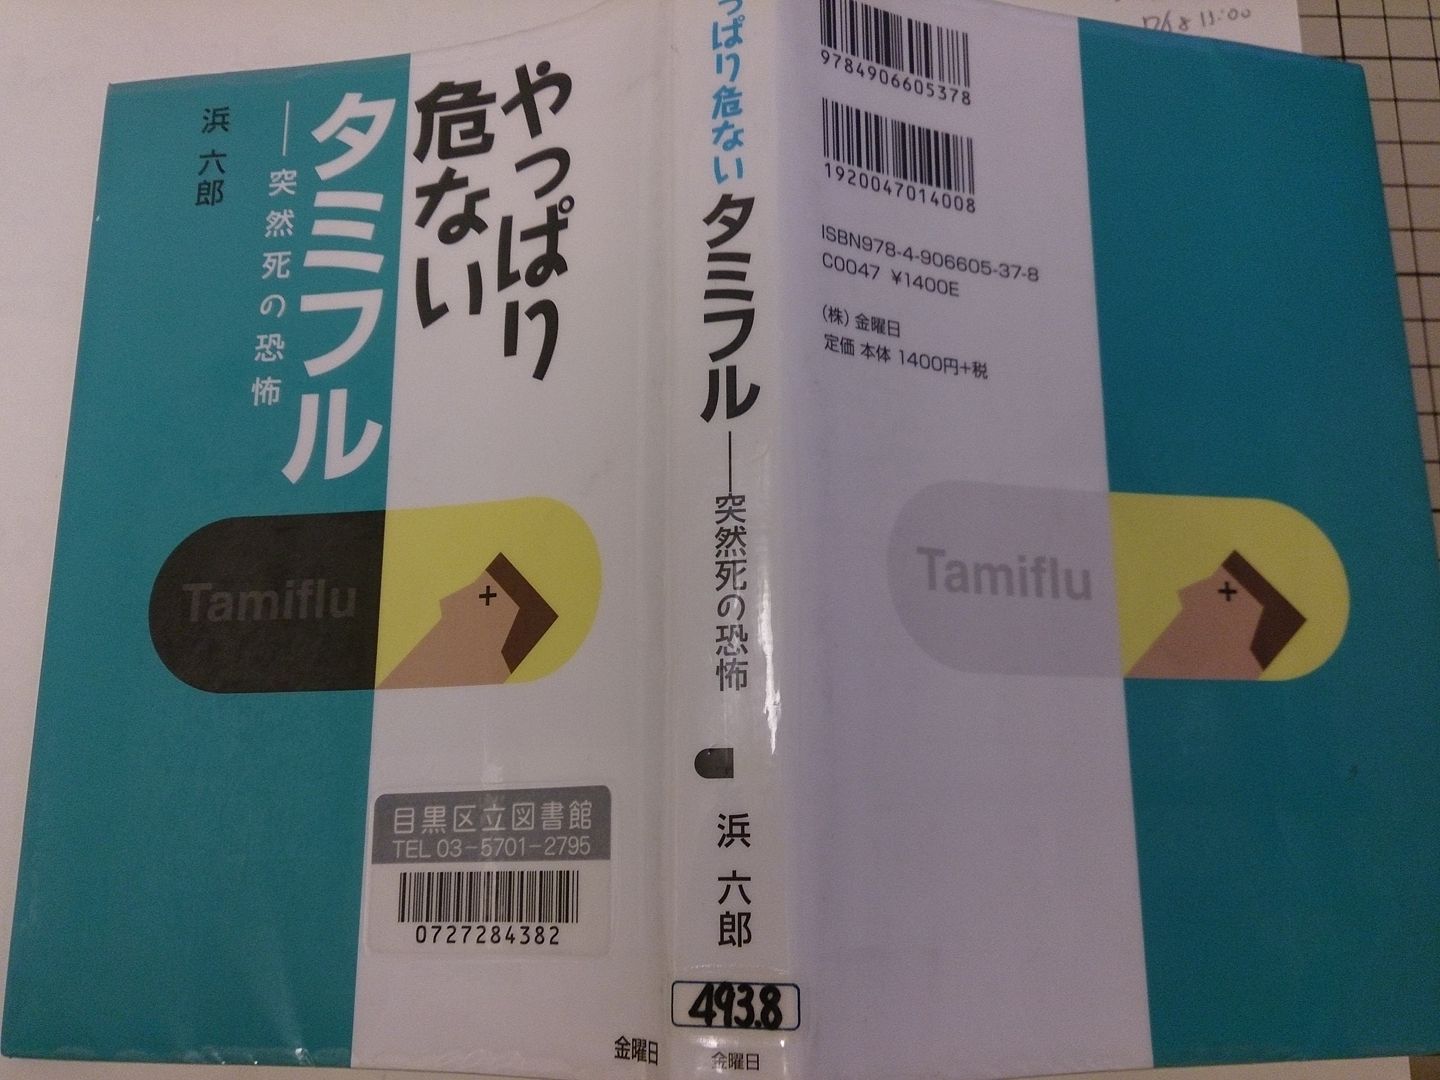 やっぱり
危ない
タミフル
―突然死の恐怖
浜 六郎
Tamiflu
目黒区立図書館
TEL 03-5701-2795
0727284382
金曜日
っぱり危ないタミフル―突然死の恐怖
浜 六郎
493.8
金曜日
9784906605378
1920047014008
ISBN978-4-906605-37-8
C0047 ¥1400E
(株)金曜日
定価 本体 1400円+税
Tamiflu
11:00